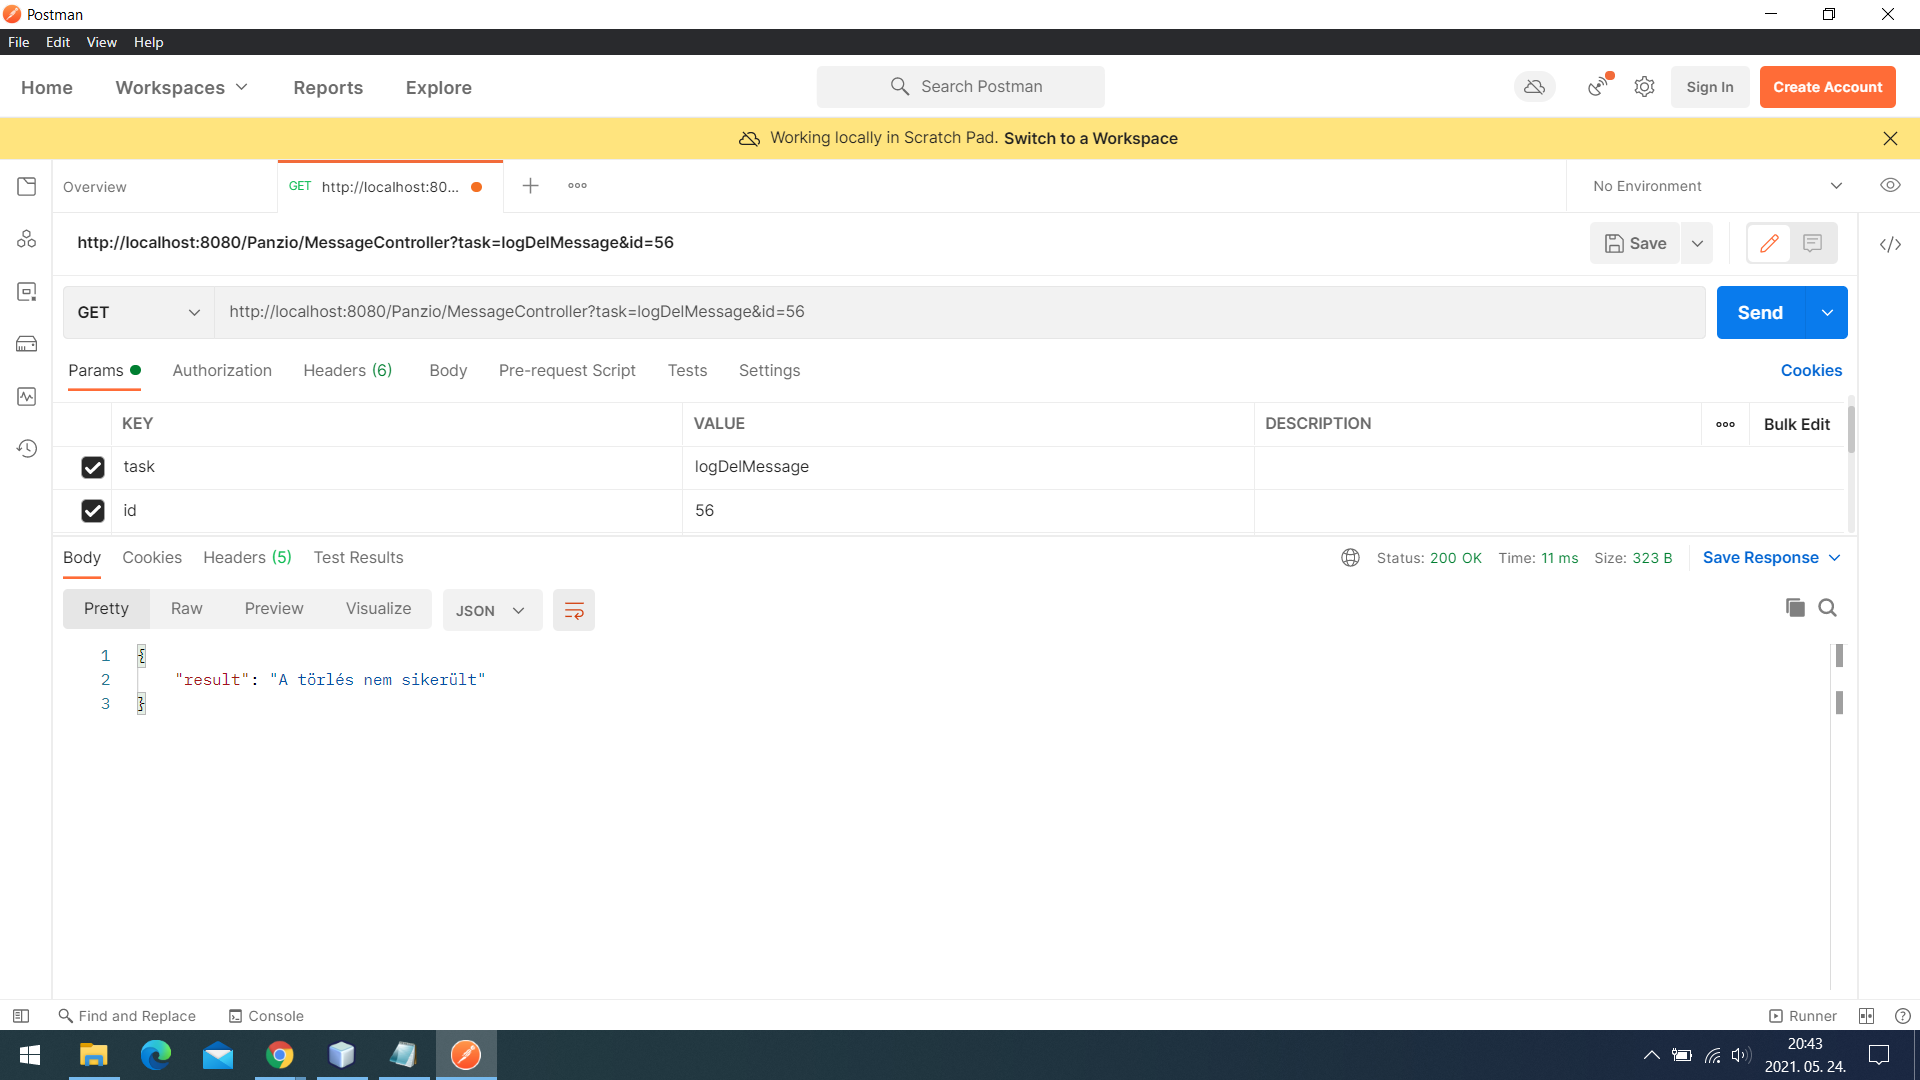 Postman
File Edit View Help
Home Workspaces Reports Explore Search Postman Sign In Create Account
Working locally in Scratch Pad. Switch to a Workspace
Overview GET http://localhost:80... No Environment
http://localhost:8080/Panzio/MessageController?task=logDelMessage&id=56 Save
GET http://localhost:8080/Panzio/MessageController?task=logDelMessage&id=56 Send
Params Authorization Headers (6) Body Pre-request Script Tests Settings Cookies
KEY VALUE DESCRIPTION Bulk Edit
task logDelMessage
id 56
Body Cookies Headers (5) Test Results Status: 200 OK Time: 11 ms Size: 323 B Save Response
Pretty Raw Preview Visualize JSON
1 {
2 "result": "A törlés nem sikerült"
3 }
Find and Replace Console Runner
20:43
2021. 05. 24.